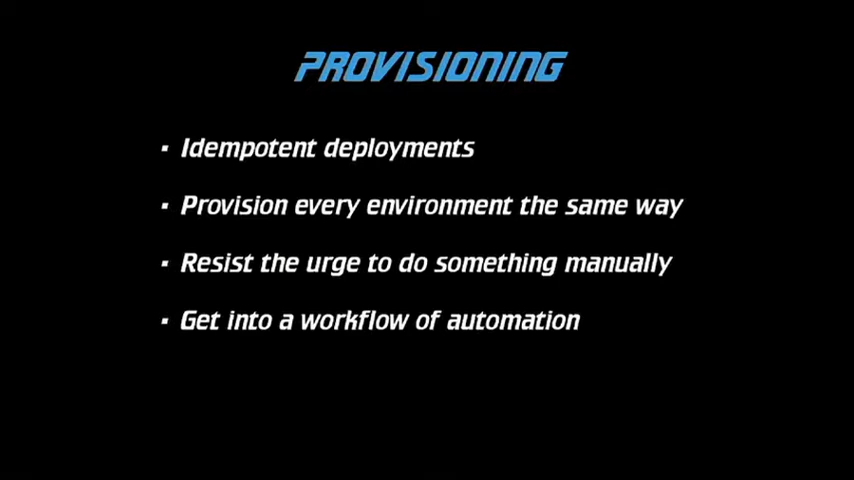 PROVISIONING
• Idempotent deployments
• Provision every environment the same way
• Resist the urge to do something manually
• Get into a workflow of automation